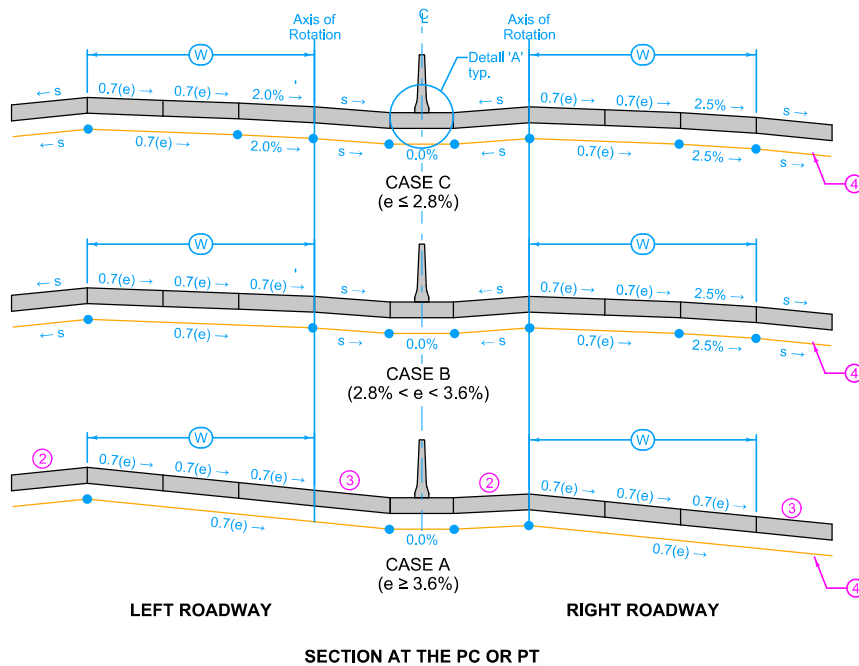 Axis of Rotation
℄
Axis of Rotation
W
Detail 'A' typ.
W
← s
0.7(e) →
0.7(e) →
2.0% →
s →
← s
0.7(e) →
0.7(e) →
2.5% →
s →
← s
0.7(e) →
2.0% →
s →
0.0%
← s
0.7(e) →
2.5% →
s →
4
CASE C
(e ≤ 2.8%)
W
W
← s
0.7(e) →
0.7(e) →
0.7(e) →
s →
← s
0.7(e) →
0.7(e) →
2.5% →
s →
← s
0.7(e) →
s →
0.0%
← s
0.7(e) →
2.5% →
s →
4
CASE B
(2.8% < e < 3.6%)
W
W
2
0.7(e) →
0.7(e) →
0.7(e) →
3
2
0.7(e) →
0.7(e) →
0.7(e) →
3
0.7(e) →
0.0%
0.7(e) →
4
CASE A
(e ≥ 3.6%)
LEFT ROADWAY
RIGHT ROADWAY
SECTION AT THE PC OR PT